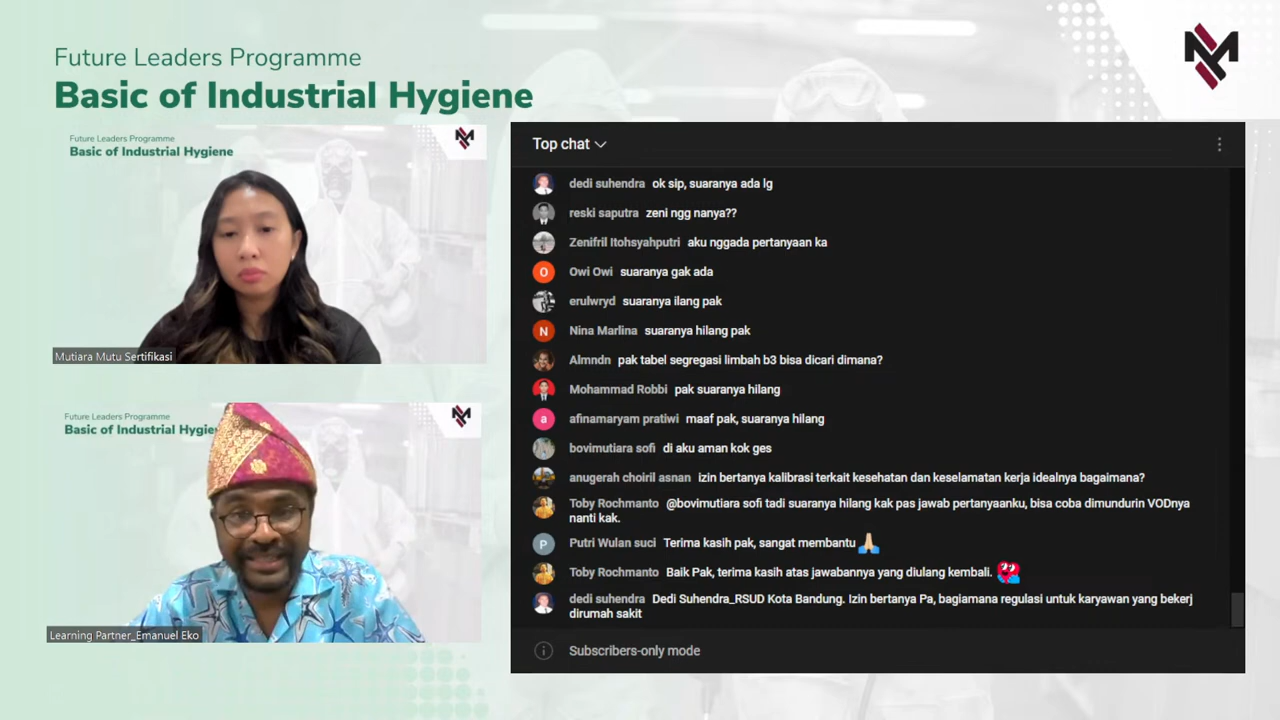 Future Leaders Programme
Basic of Industrial Hygiene
Future Leaders Programme
Basic of Industrial Hygiene
Mutiara Mutu Sertifikasi
Future Leaders Programme
Basic of Industrial Hygie
Learning Partner_Emanuel Eko
Top chat
dedi suhendra ok sip, suaranya ada lg
reski saputra zeni ngg nanya??
Zenifril Itohsyahputri aku nggada pertanyaan ka
O Owi Owi suaranya gak ada
erulwryd suaranya ilang pak
N Nina Marlina suaranya hilang pak
Almndn pak tabel segregasi limbah b3 bisa dicari dimana?
Mohammad Robbi pak suaranya hilang
a afinamaryam pratiwi maaf pak, suaranya hilang
bovimutiara sofi di aku aman kok ges
anugerah choiril asnan izin bertanya kalibrasi terkait kesehatan dan keselamatan kerja idealnya bagaimana?
Toby Rochmanto @bovimutiara sofi tadi suaranya hilang kak pas jawab pertanyaanku, bisa coba dimundurin VODnya
nanti kak.
P Putri Wulan suci Terima kasih pak, sangat membantu 🙏🏼
Toby Rochmanto Baik Pak, terima kasih atas jawabannya yang diulang kembali.
dedi suhendra Dedi Suhendra_RSUD Kota Bandung. Izin bertanya Pa, bagiamana regulasi untuk karyawan yang bekerj
dirumah sakit
Subscribers-only mode